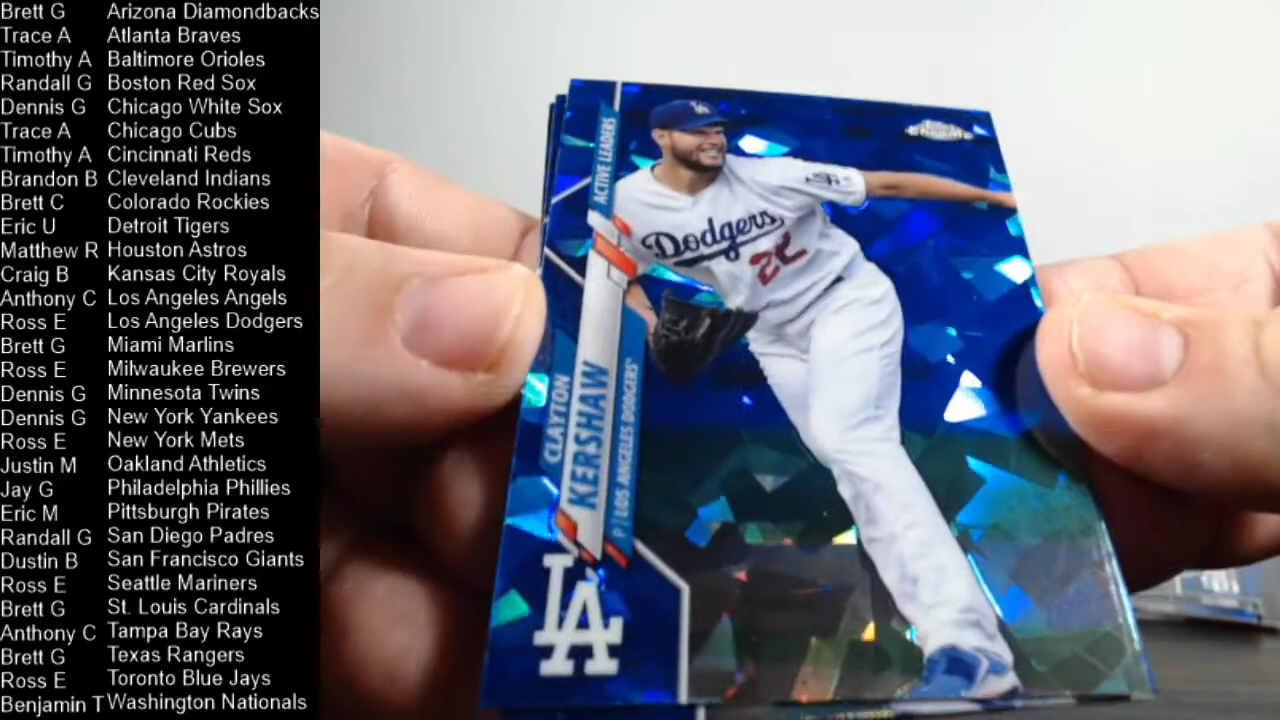 Brett G Arizona Diamondbacks
Trace A Atlanta Braves
Timothy A Baltimore Orioles
Randall G Boston Red Sox
Dennis G Chicago White Sox
Trace A Chicago Cubs
Timothy A Cincinnati Reds
Brandon B Cleveland Indians
Brett C Colorado Rockies
Eric U Detroit Tigers
Matthew R Houston Astros
Craig B Kansas City Royals
Anthony C Los Angeles Angels
Ross E Los Angeles Dodgers
Brett G Miami Marlins
Ross E Milwaukee Brewers
Dennis G Minnesota Twins
Dennis G New York Yankees
Ross E New York Mets
Justin M Oakland Athletics
Jay G Philadelphia Phillies
Eric M Pittsburgh Pirates
Randall G San Diego Padres
Dustin B San Francisco Giants
Ross E Seattle Mariners
Brett G St. Louis Cardinals
Anthony C Tampa Bay Rays
Brett G Texas Rangers
Ross E Toronto Blue Jays
Benjamin T Washington Nationals
ACTIVE LEADERS
Topps
CHROME
LA
LA
Dodgers
22
CLAYTON
KERSHAW
P | LOS ANGELES DODGERS
LA